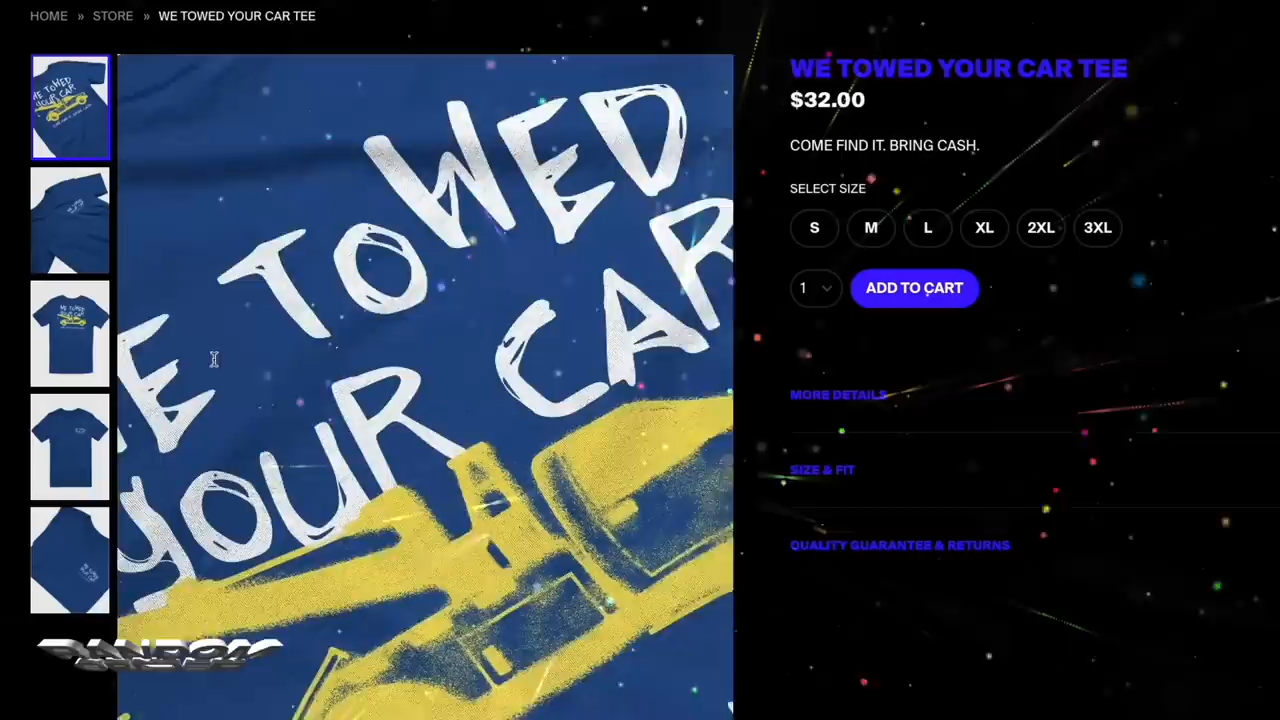 HOME » STORE » WE TOWED YOUR CAR TEE
WE TOWED
YOUR CAR
WE TOWED YOUR CAR TEE
$32.00
COME FIND IT. BRING CASH.
SELECT SIZE
S M L XL 2XL 3XL
1 ADD TO CART
MORE DETAILS
SIZE & FIT
QUALITY GUARANTEE & RETURNS